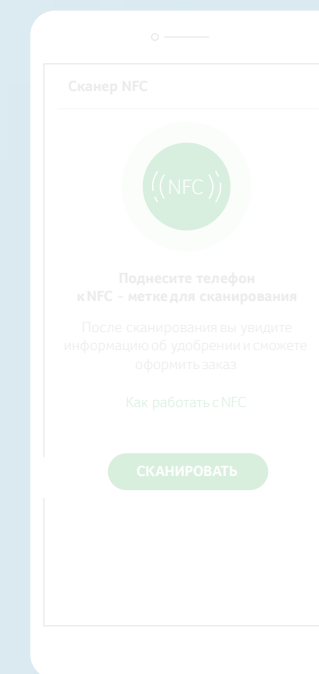 Сканер NFC
NFC
Поднесите телефон
к NFC - метке для сканирования
После сканирования вы увидите
информацию об удобрении и сможете
оформить заказ
Как работать с NFC
СКАНИРОВАТЬ